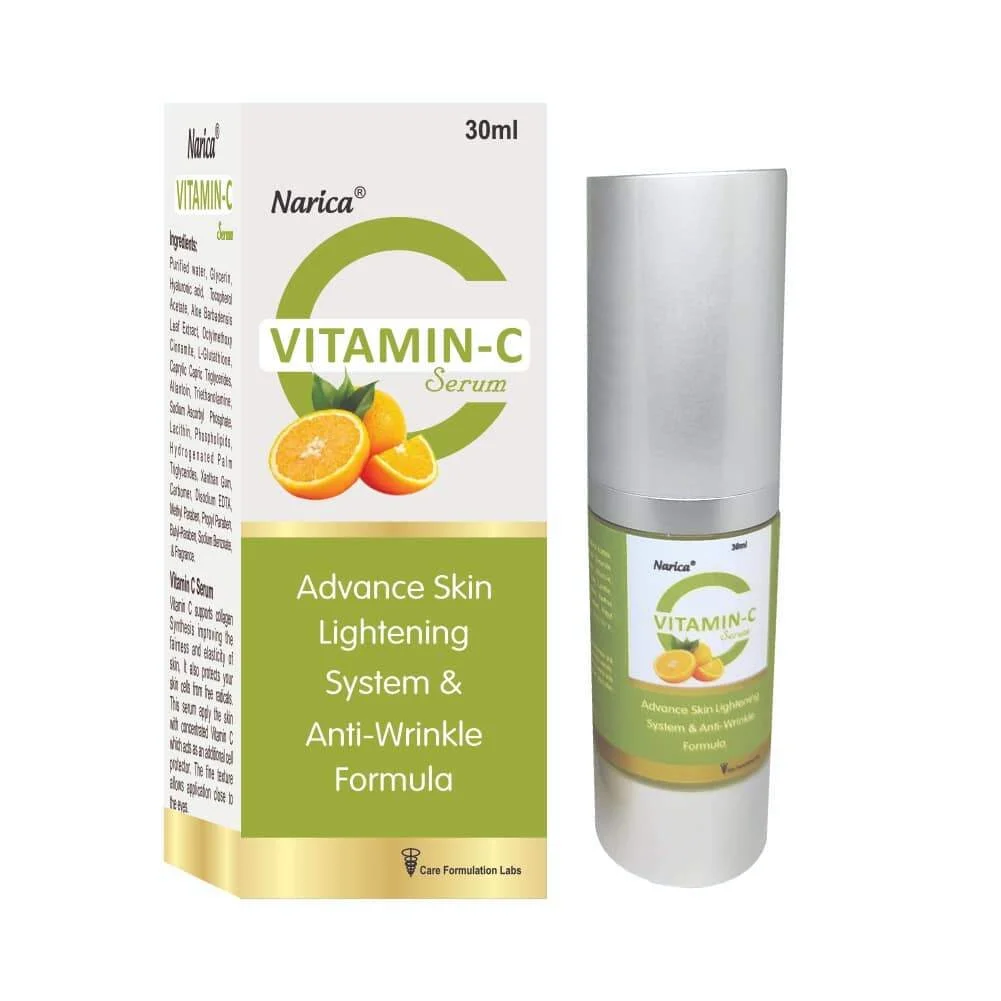 Narica®
VITAMIN-C
Serum
Ingredients:
Purified water, Glycerin,
Hyaluronic acid, Tocopherol
Acetate, Aloe Barbadensis
Leaf Extract, Octylmethoxy
Cinnamite, L-Glutathione,
Caprylic Capric Triglycerides,
Allantoin, Triethanolamine,
Sodium Ascorbyl Phosphate,
Lacithin, Phospholipids,
Hydrogenated Palm
Triglycerides, Xanthan Gum,
Carbumer, Disodium EDTA,
Methyl Paraben, Propyl Paraben,
Butyl-Paraben, Sodium Benzoate,
& Fragrance.
Vitamin C Serum
Vitamin C supports collagen
Synthesis improving the
fairness and elasticity of
skin. It also protects your
skin cells from free radicals.
This serum apply the skin
with concentrated Vitamin C
which acts as an additional cell
protector. The fine texture
allows application close to
the eyes.
30ml
Narica®
VITAMIN-C
Serum
Advance Skin
Lightening
System &
Anti-Wrinkle
Formula
Care Formulation Labs
30ml
Narica®
VITAMIN-C
Serum
Advance Skin Lightening
System & Anti-Wrinkle
Formula